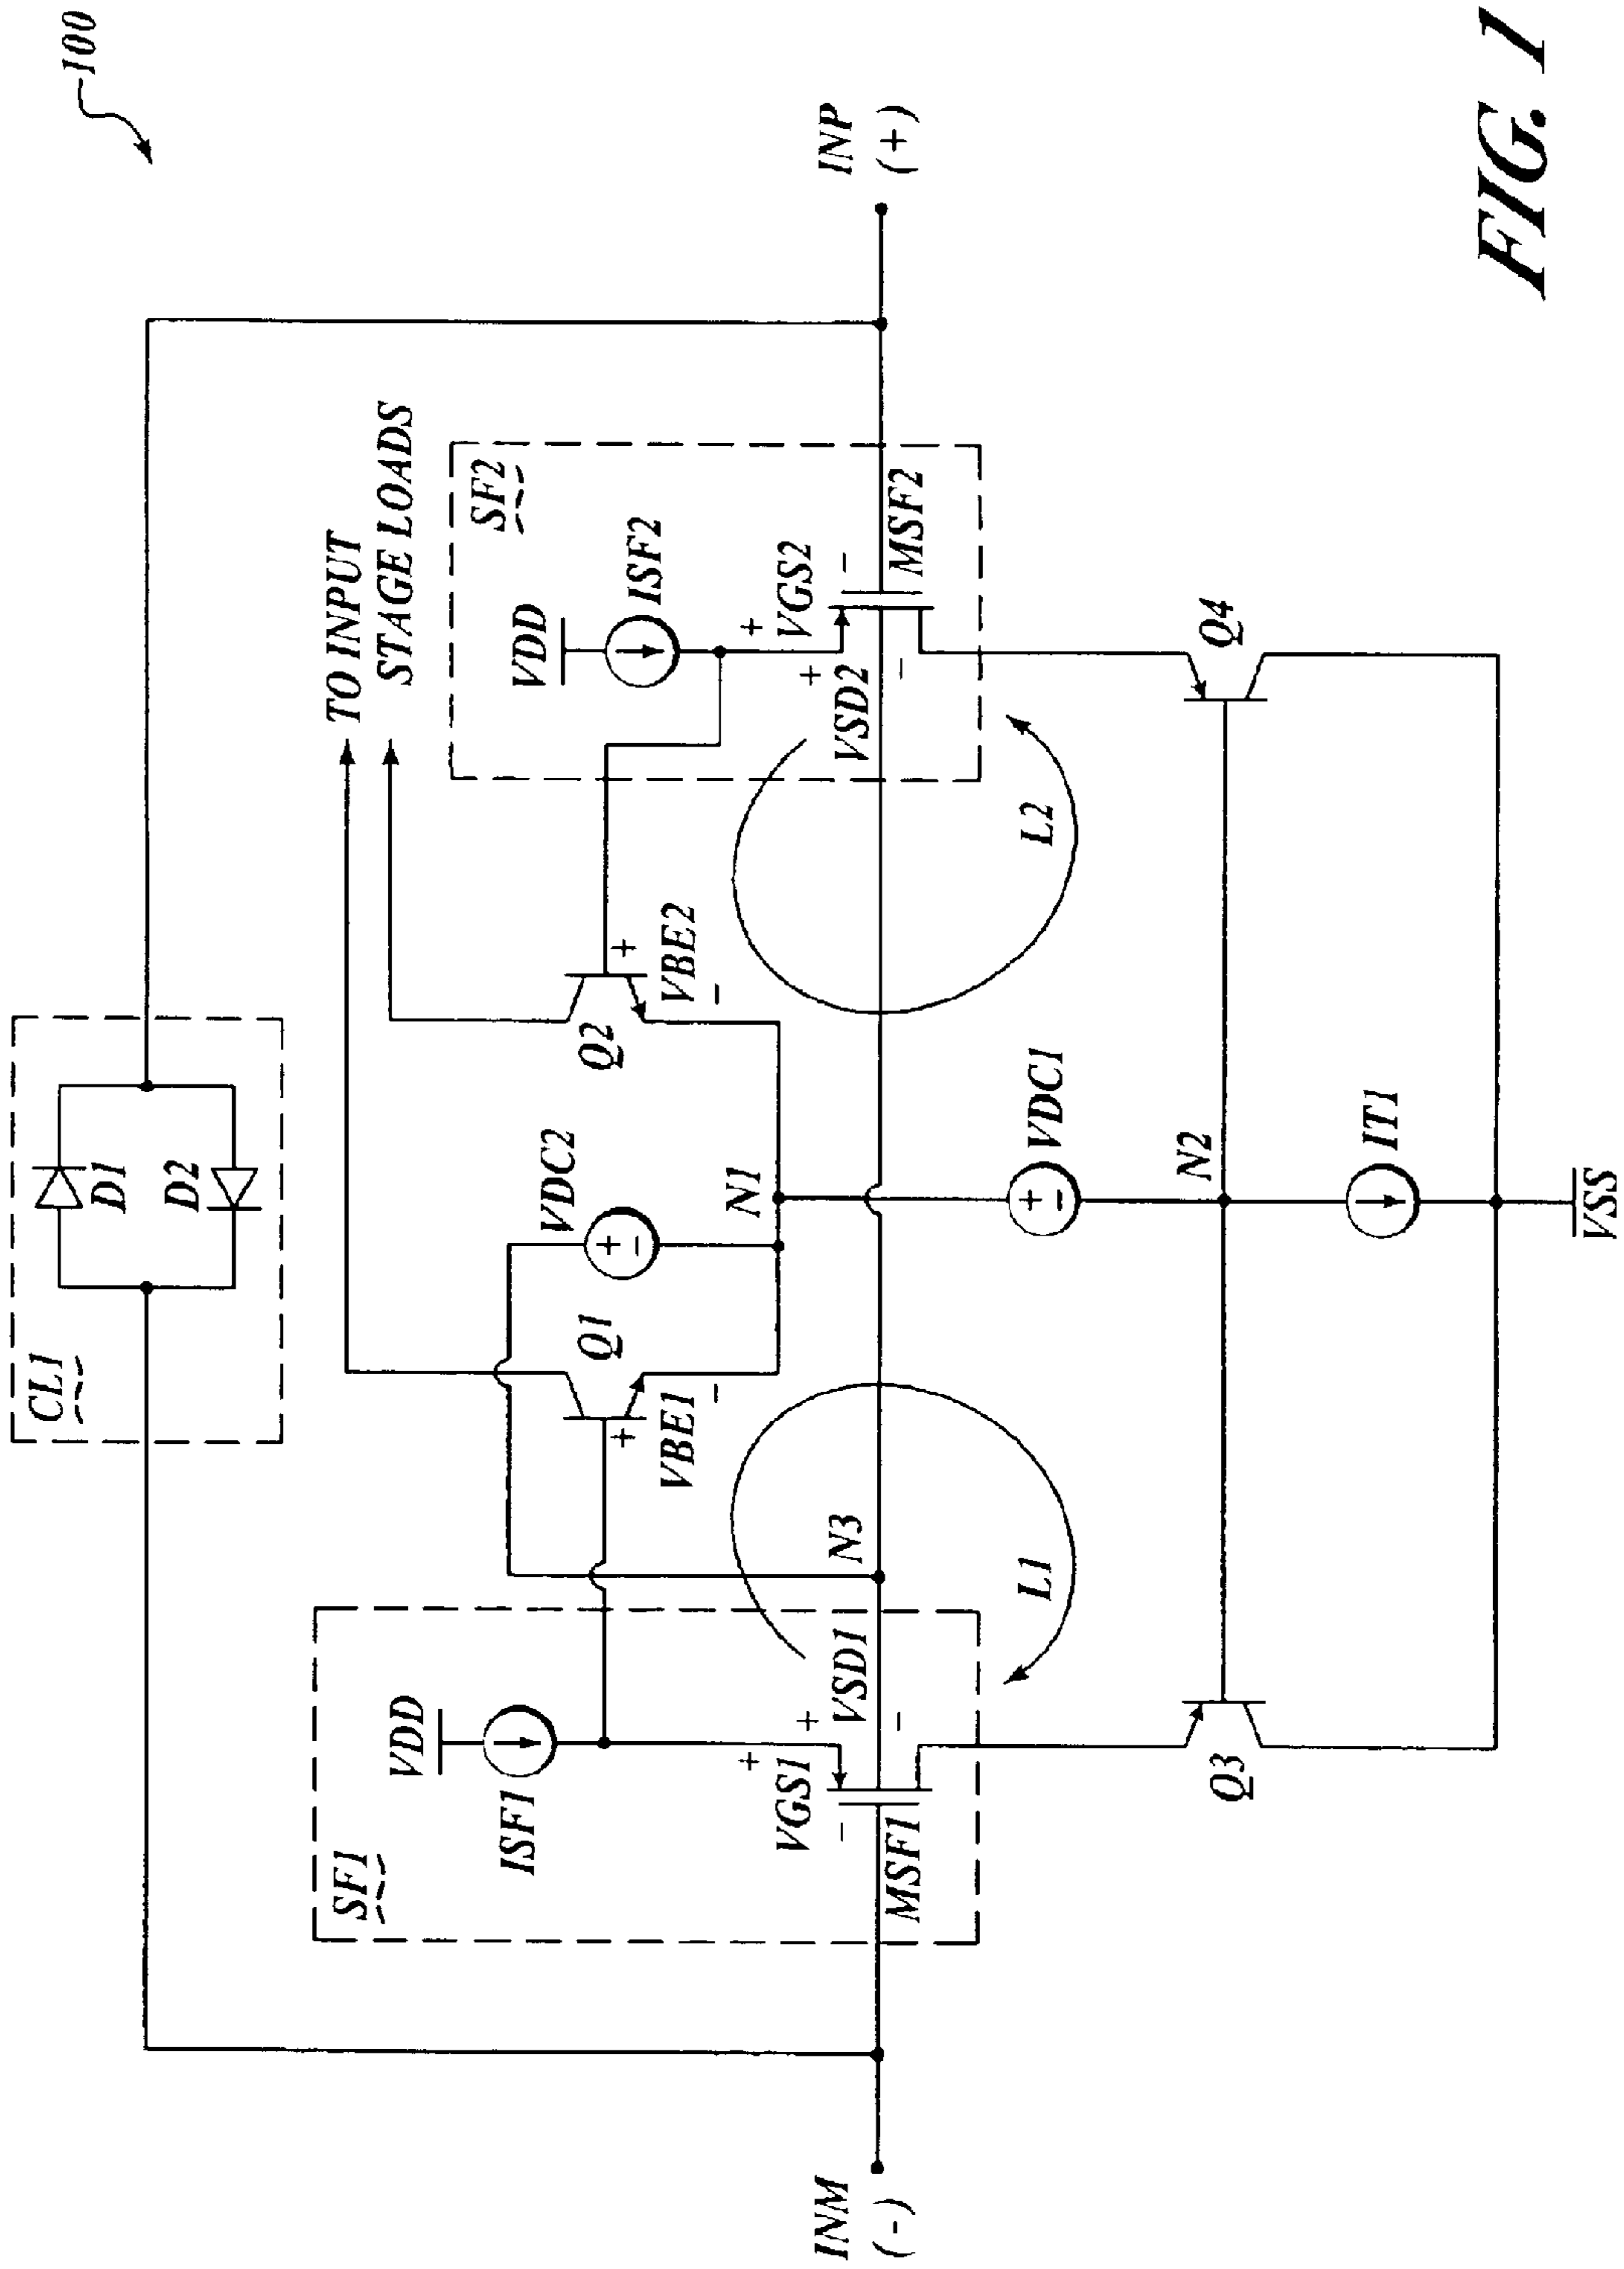 100
CL1
D1
D2
TO INPUT
STAGE LOADS
SF1
VDD
ISF1
VGS1
+
-
VSD1
+
-
MSF1
SF2
VDD
ISF2
VGS2
+
-
VSD2
+
-
MSF2
Q1
+
VBE1
-
VDC2
+
-
Q2
+
VBE2
-
N1
N3
INM
(-)
INP
(+)
L1
L2
VDC1
+
-
N2
Q3
Q4
IT1
VSS
FIG. 1